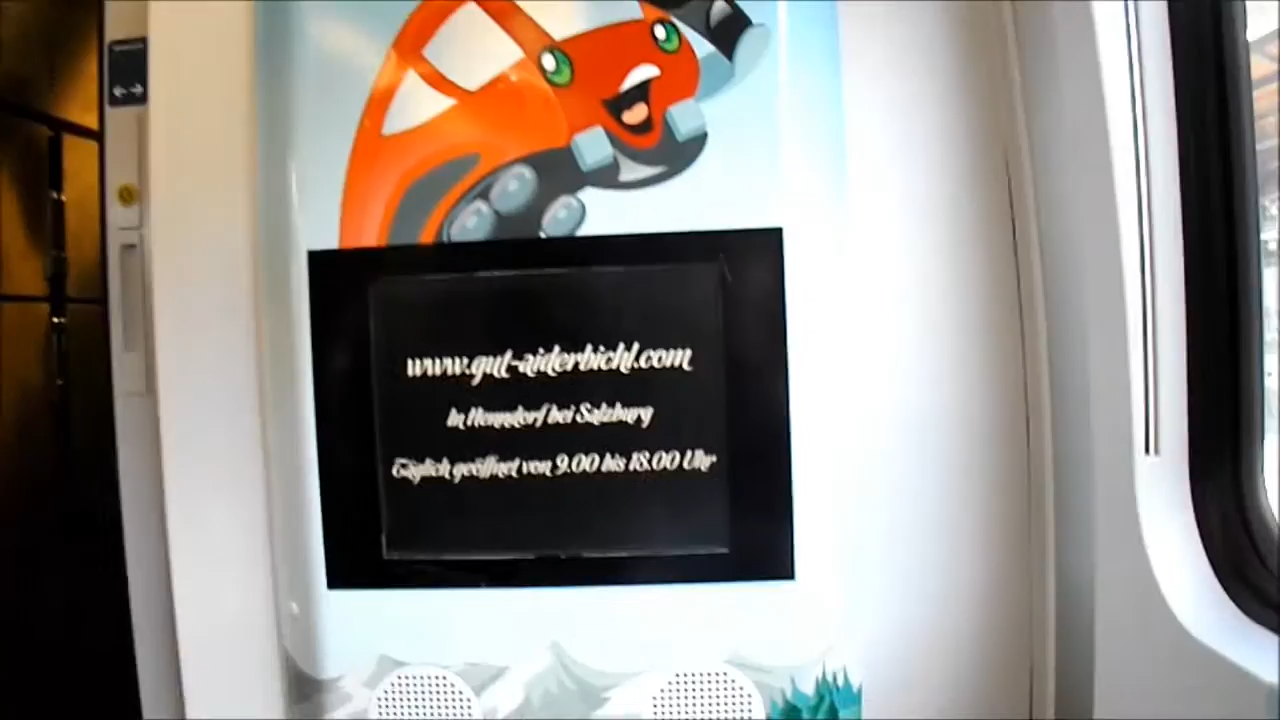 www.gut-aiderbichl.com
In Henndorf bei Salzburg
Täglich geöffnet von 9.00 bis 18.00 Uhr